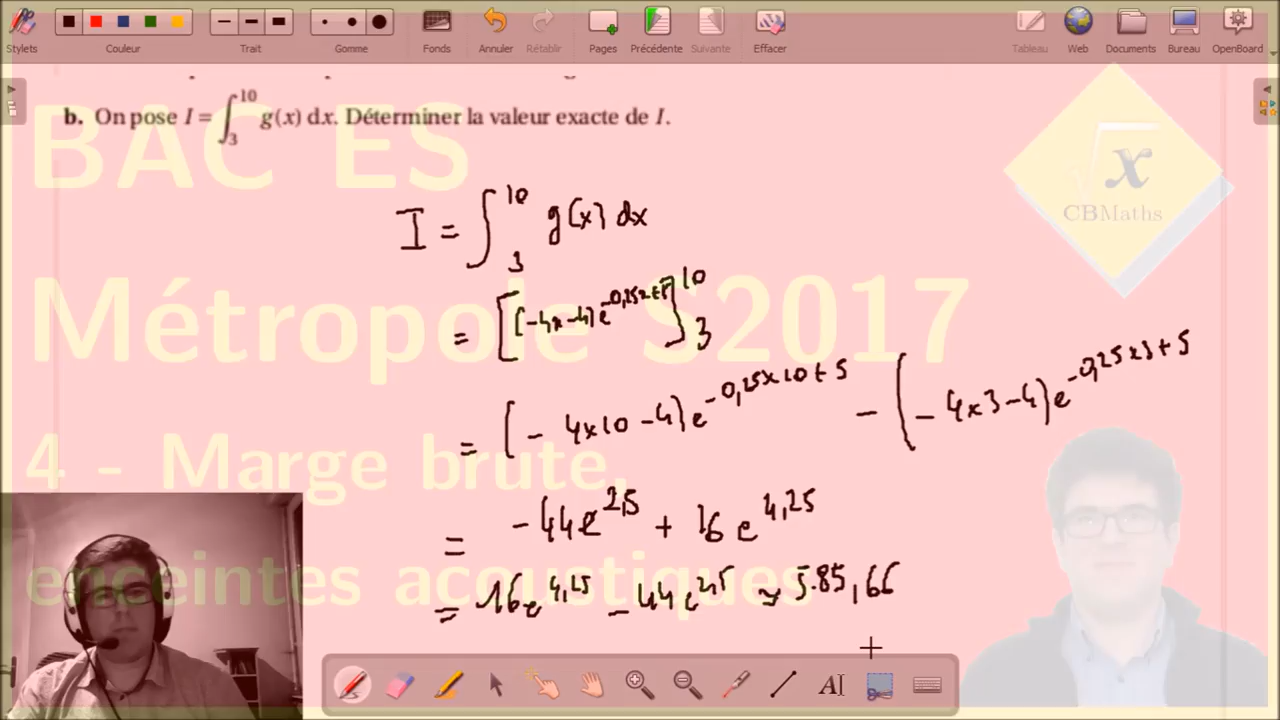 Stylets Couleur Trait Gomme Fonds Annuler Rétablir Pages Précédente Suivante Effacer Tableau Web Documents Bureau OpenBoard
b. On pose I = ∫₃¹⁰ g(x) dx. Déterminer la valeur exacte de I.
BAC ES
√x
CBMaths
I = ∫₃¹⁰ g(x) dx
Métropole S2017
= [(-4x-4)e^{-0,25x+5}]₃¹⁰
= (-4×10-4)e^{-0,25×10+5} - (-4×3-4)e^{-0,25×3+5}
4 - Marge brute,
= -44e^{2,5} + 16e^{4,25}
enceintes acoustiques
= 16e^{4,25} - 44e^{2,5} ≈ 585,66
AI